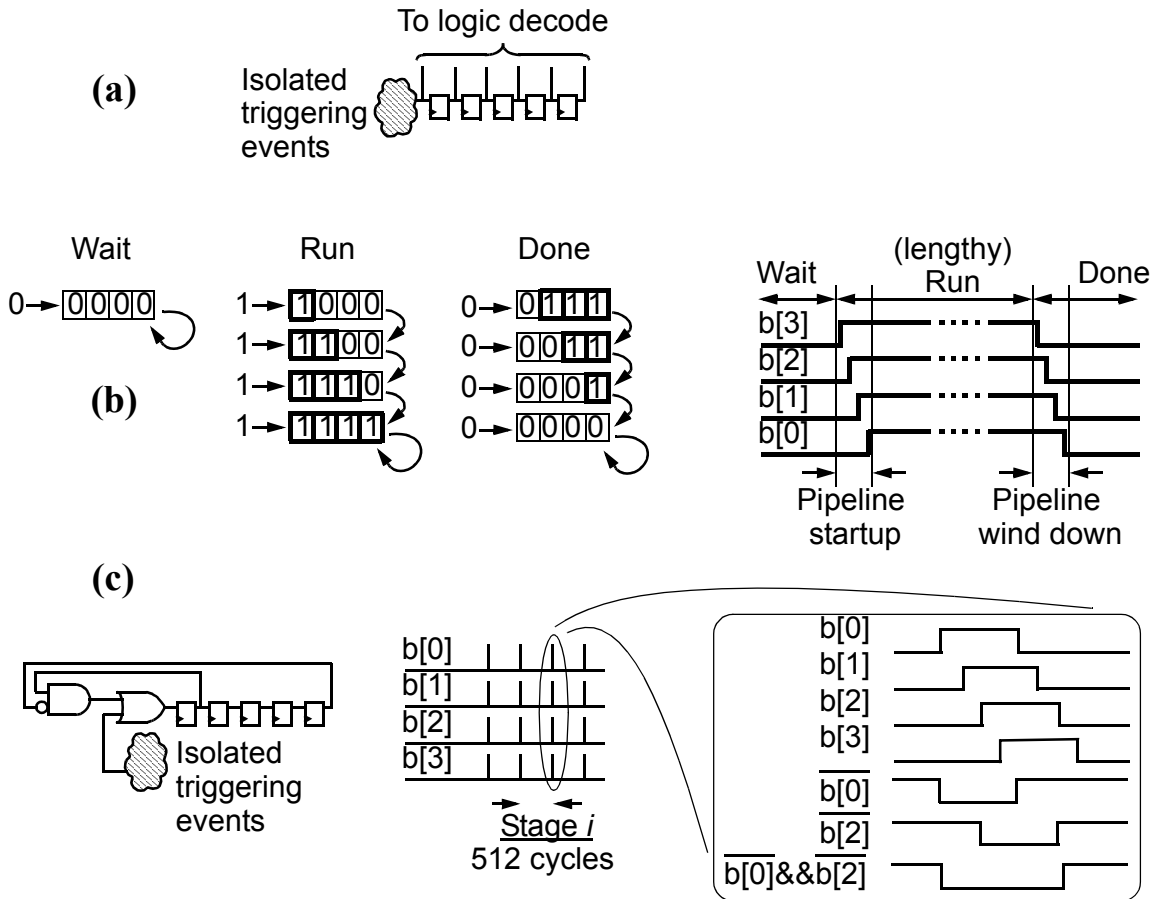 To logic decode
(a)
Isolated
triggering
events
Wait
0 0000
Run
1 1000
1 1100
1 1110
1 1111
Done
0 0111
0 0011
0 0001
0 0000
(b)
(lengthy)
Wait Run Done
b[3]
b[2]
b[1]
b[0]
Pipeline
startup
Pipeline
wind down
(c)
Isolated
triggering
events
b[0]
b[1]
b[2]
b[3]
Stage i
512 cycles
b[0]
b[1]
b[2]
b[3]
b̅[̅0̅]̅
b̅[̅2̅]̅
b̅[̅0̅]̅&&b̅[̅2̅]̅